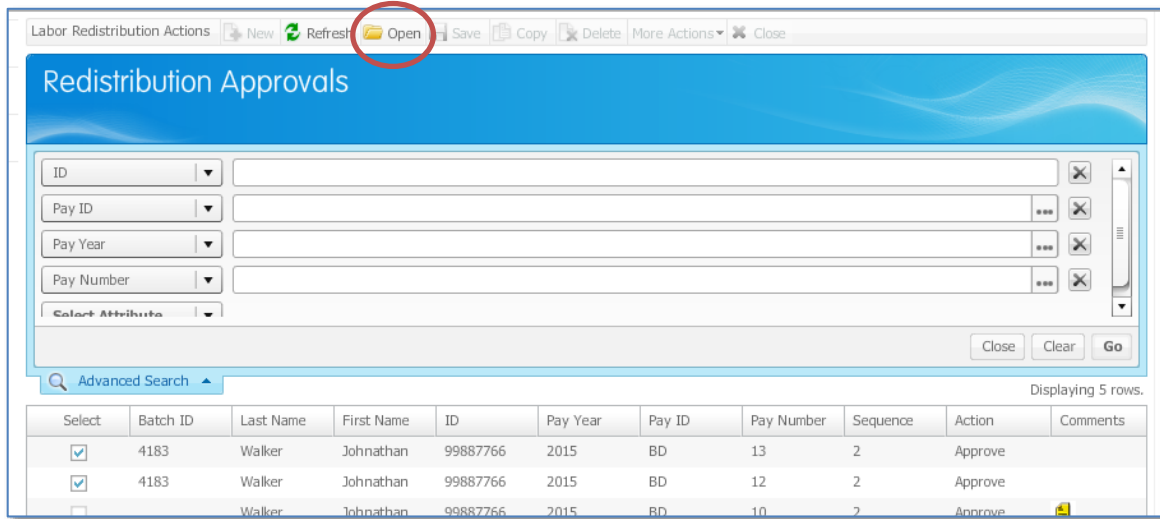 Labor Redistribution Actions New Refresh Open Save Copy Delete More Actions Close
Redistribution Approvals
ID
Pay ID ...
Pay Year ...
Pay Number ...
Select Attribute
Close Clear Go
Advanced Search
Displaying 5 rows.
Select Batch ID Last Name First Name ID Pay Year Pay ID Pay Number Sequence Action Comments
4183 Walker Johnathan 99887766 2015 BD 13 2 Approve
4183 Walker Johnathan 99887766 2015 BD 12 2 Approve
Walker Johnathan 99887766 2015 BD 10 2 Approve